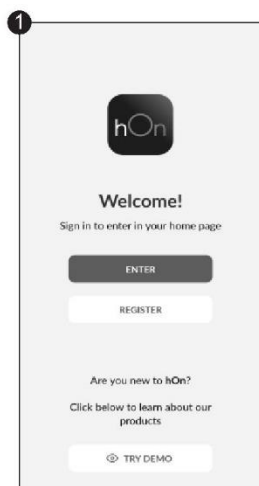 1
hOn
Welcome!
Sign in to enter in your home page
ENTER
REGISTER
Are you new to hOn?
Click below to learn about our
products
TRY DEMO